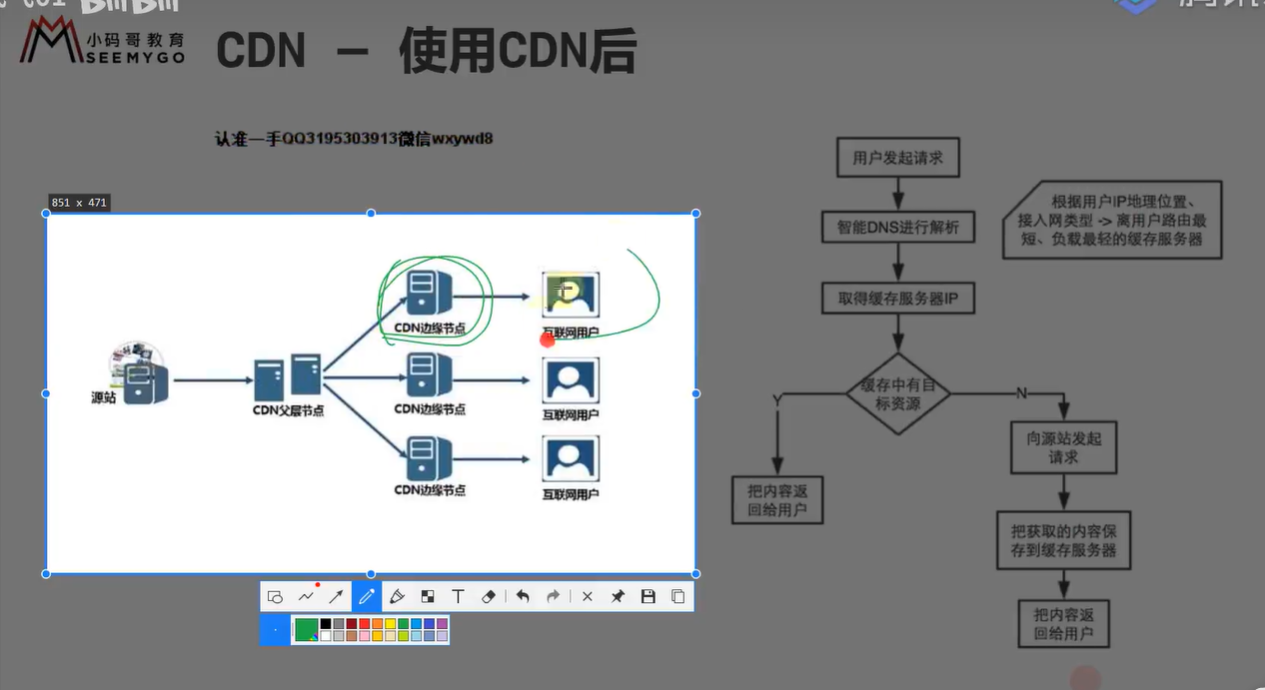 小码哥教育
SEEMYGO
CDN - 使用CDN后
认准一手QQ3195303913微信wxywd8
851 x 471
源站
CDN父层节点
CDN边缘节点
互联网用户
CDN边缘节点
互联网用户
CDN边缘节点
互联网用户
T
用户发起请求
智能DNS进行解析
取得缓存服务器IP
根据用户IP地理位置、
接入网类型 -> 离用户路由最
短、负载最轻的缓存服务器
缓存中有目
标资源
Y
N
把内容返
回给用户
向源站发起
请求
把获取的内容保
存到缓存服务器
把内容返
回给用户